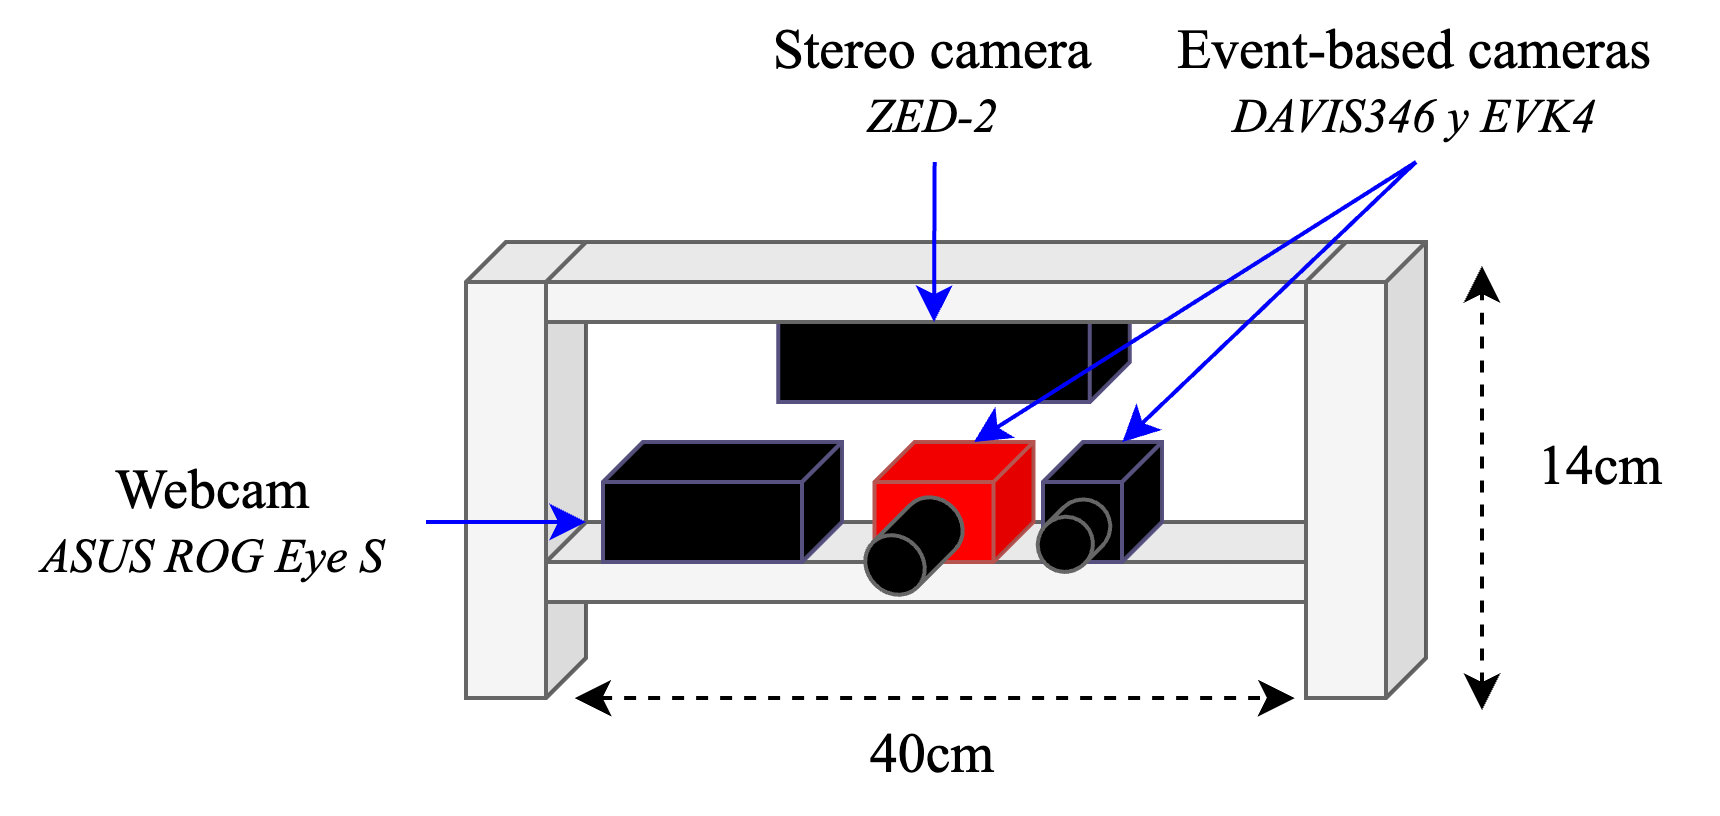 Stereo camera
ZED-2
Event-based cameras
DAVIS346 y EVK4
Webcam
ASUS ROG Eye S
14cm
40cm